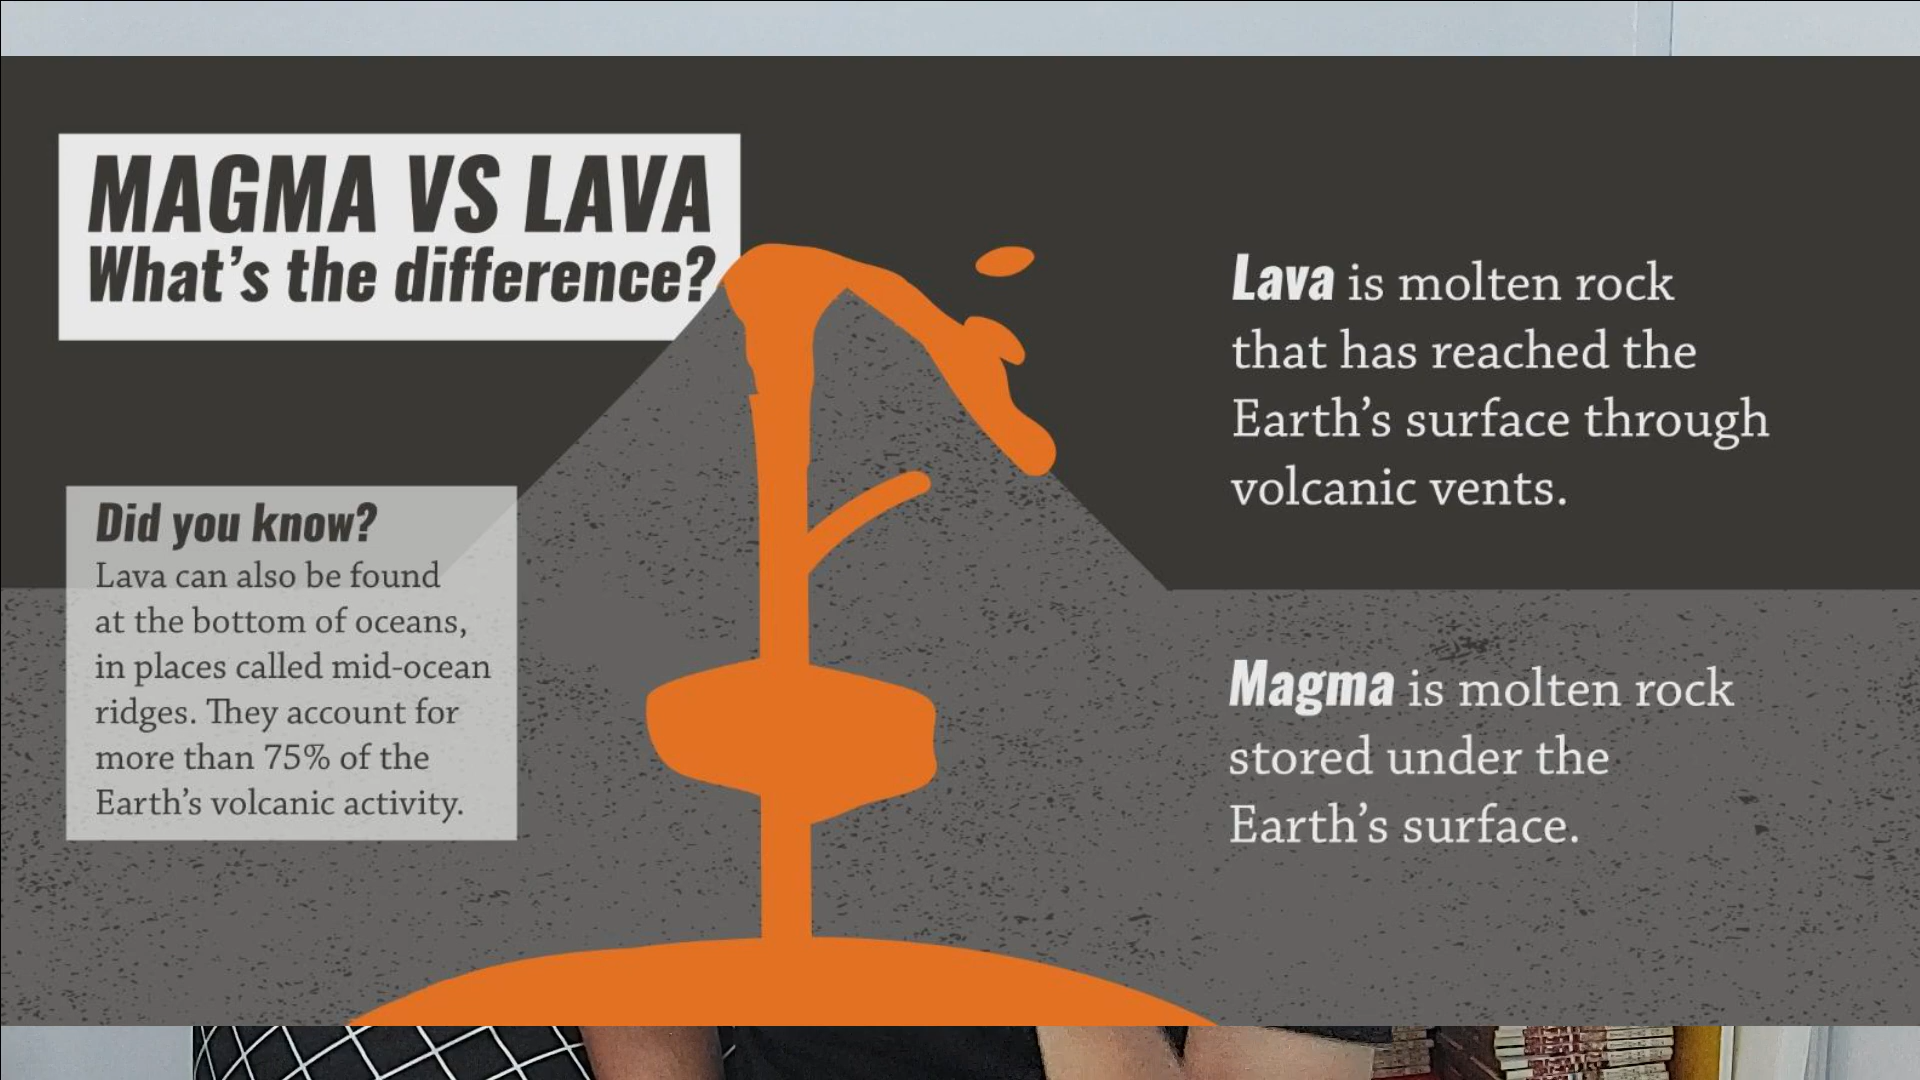 MAGMA VS LAVA
What's the difference?
Lava is molten rock
that has reached the
Earth's surface through
volcanic vents.
Did you know?
Lava can also be found
at the bottom of oceans,
in places called mid-ocean
ridges. They account for
more than 75% of the
Earth's volcanic activity.
Magma is molten rock
stored under the
Earth's surface.